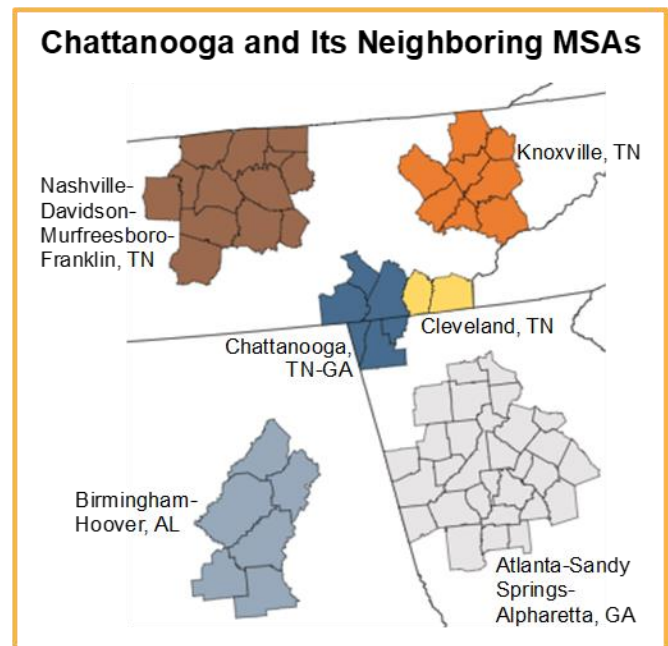 Chattanooga and Its Neighboring MSAs
Knoxville, TN
Nashville-
Davidson-
Murfreesboro-
Franklin, TN
Cleveland, TN
Chattanooga,
TN-GA
Birmingham-
Hoover, AL
Atlanta-Sandy
Springs-
Alpharetta, GA